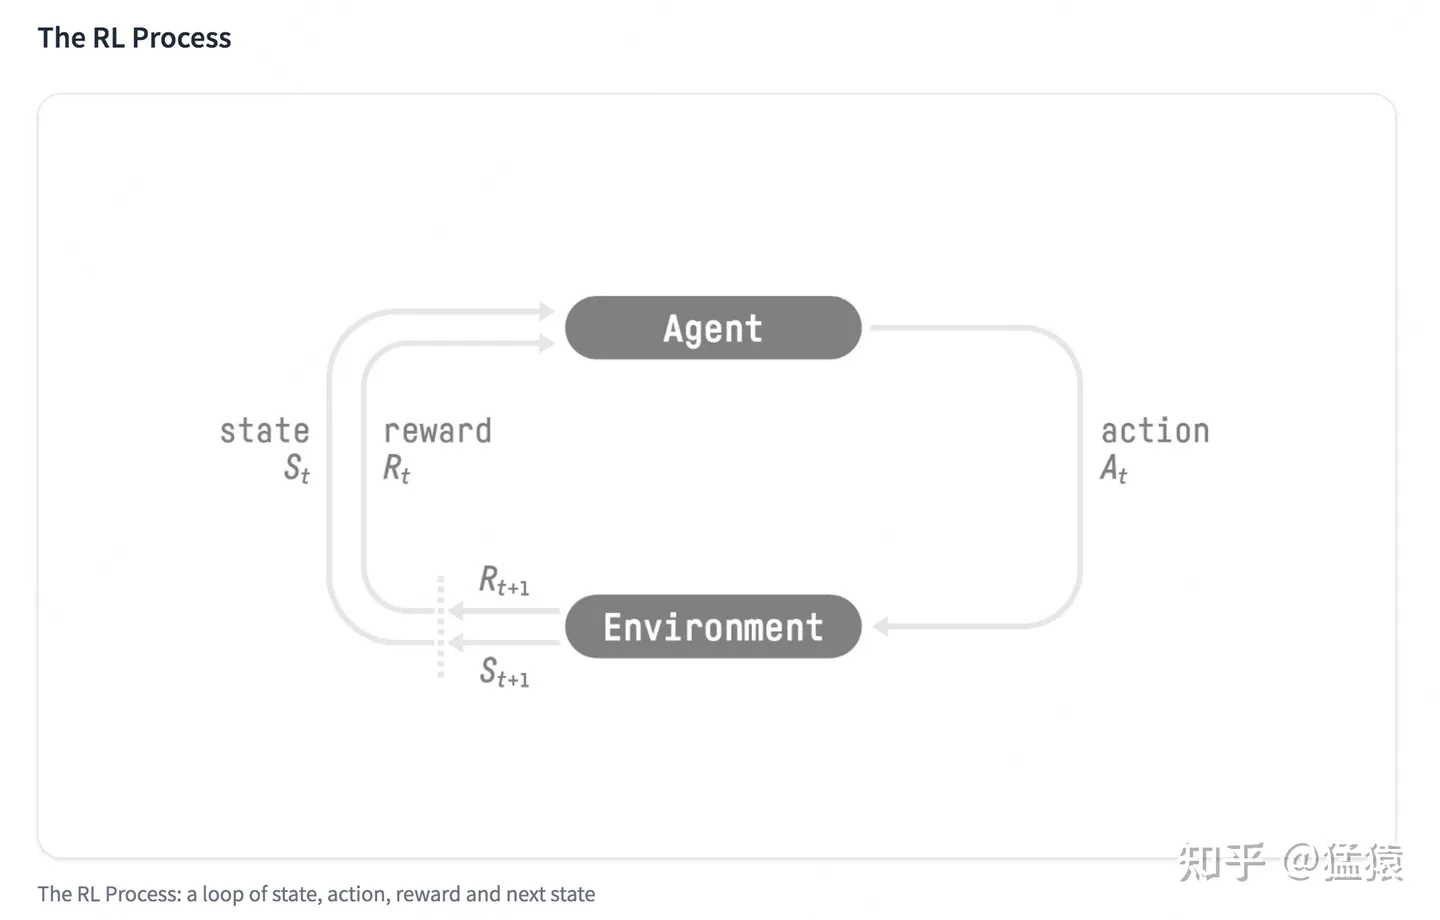 The RL Process
Agent
state
S_t
reward
R_t
action
A_t
R_{t+1}
Environment
S_{t+1}
知乎 @猛猿
The RL Process: a loop of state, action, reward and next state